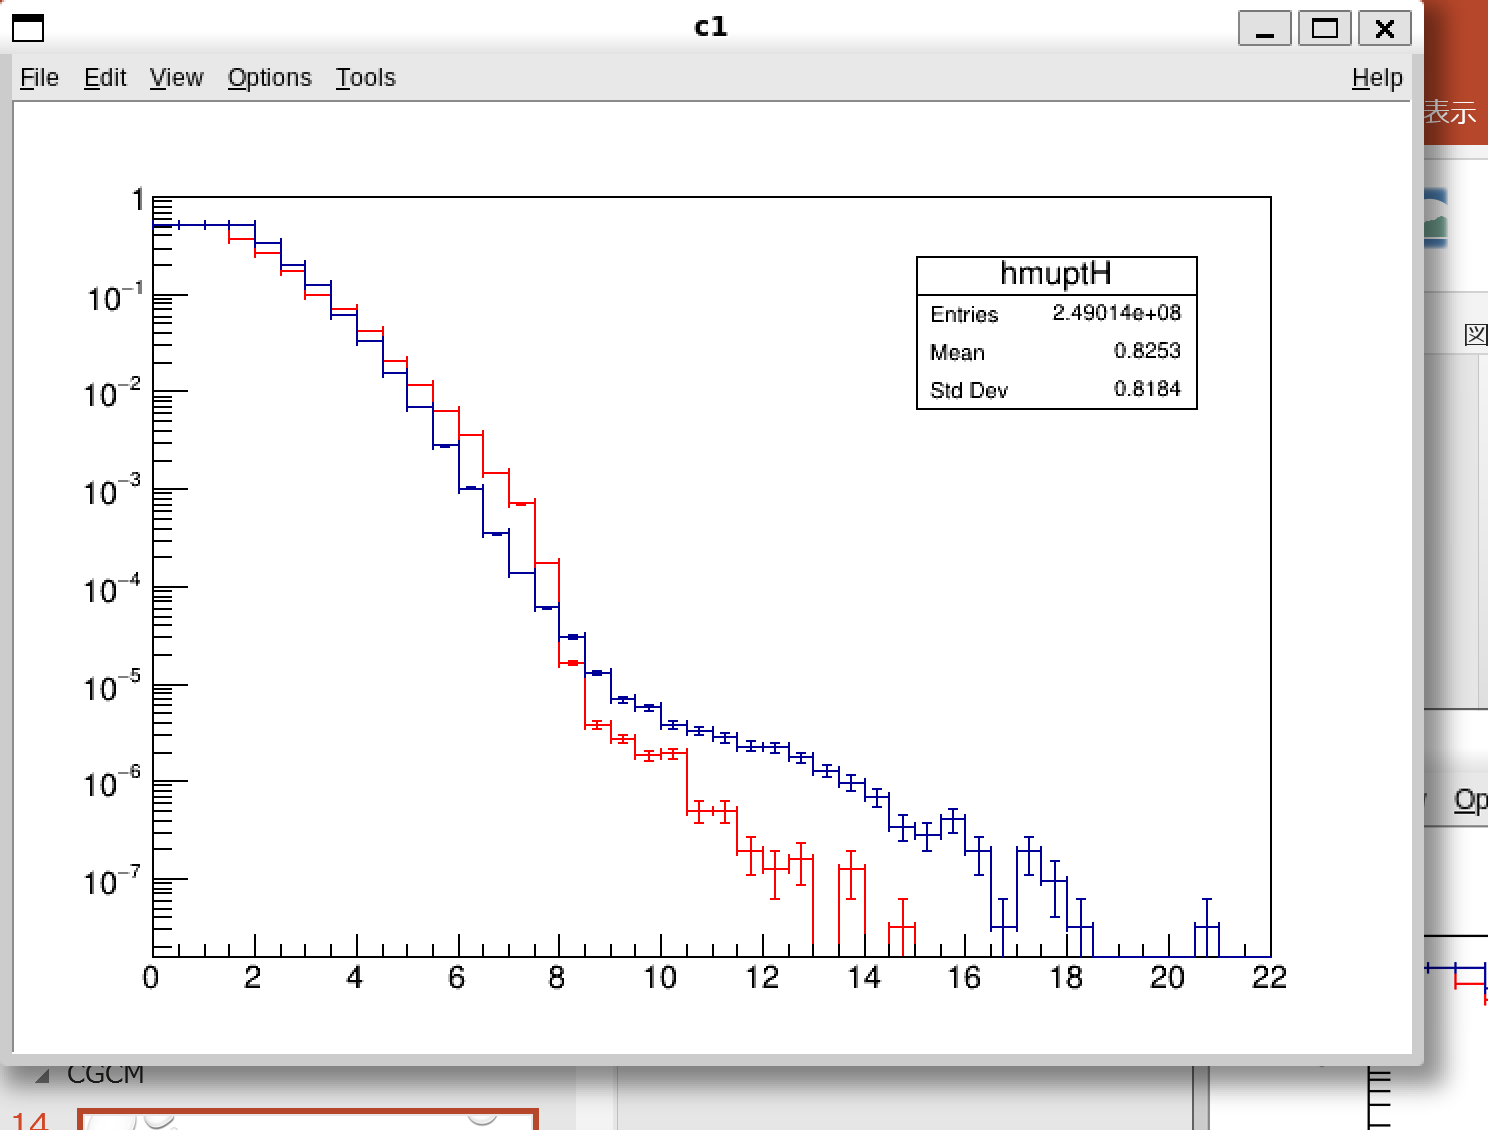 c1
File Edit View Options Tools Help
表示
図
hmuptH
Entries 2.49014e+08
Mean 0.8253
Std Dev 0.8184
1
10⁻¹
10⁻²
10⁻³
10⁻⁴
10⁻⁵
10⁻⁶
10⁻⁷
0 2 4 6 8 10 12 14 16 18 20 22
CGCM
14